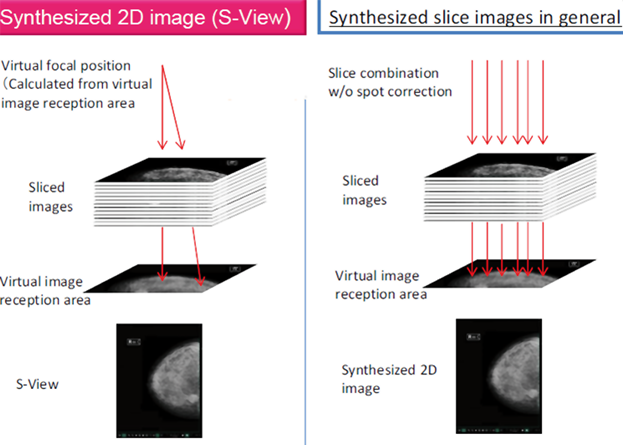 Synthesized 2D image (S-View)
Virtual focal position
(Calculated from virtual
image reception area
Sliced
images
Virtual image
reception area
S-View
Synthesized slice images in general
Slice combination
w/o spot correction
Sliced
images
Virtual image
reception area
Synthesized 2D
image